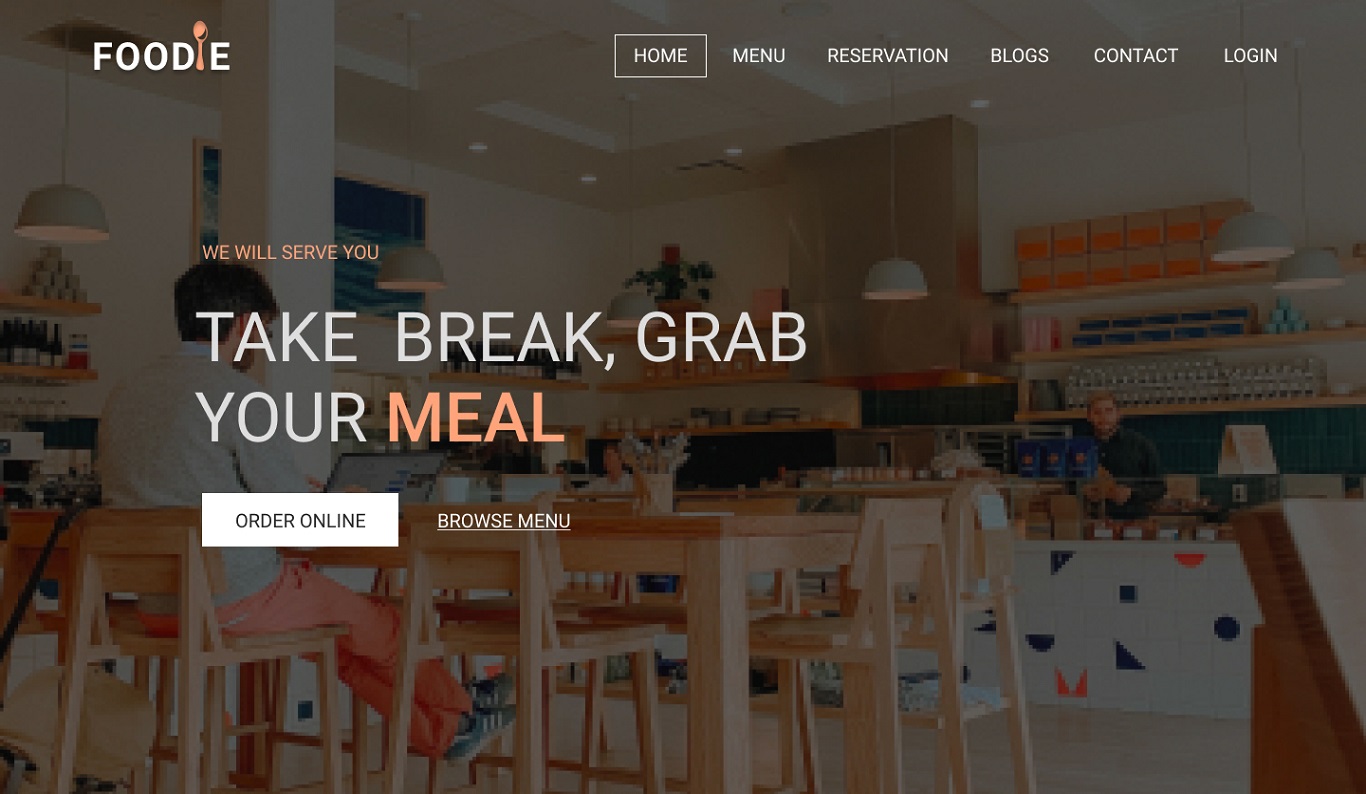 FOODIE
HOME MENU RESERVATION BLOGS CONTACT LOGIN
WE WILL SERVE YOU
TAKE  BREAK, GRAB
YOUR MEAL
ORDER ONLINE BROWSE MENU